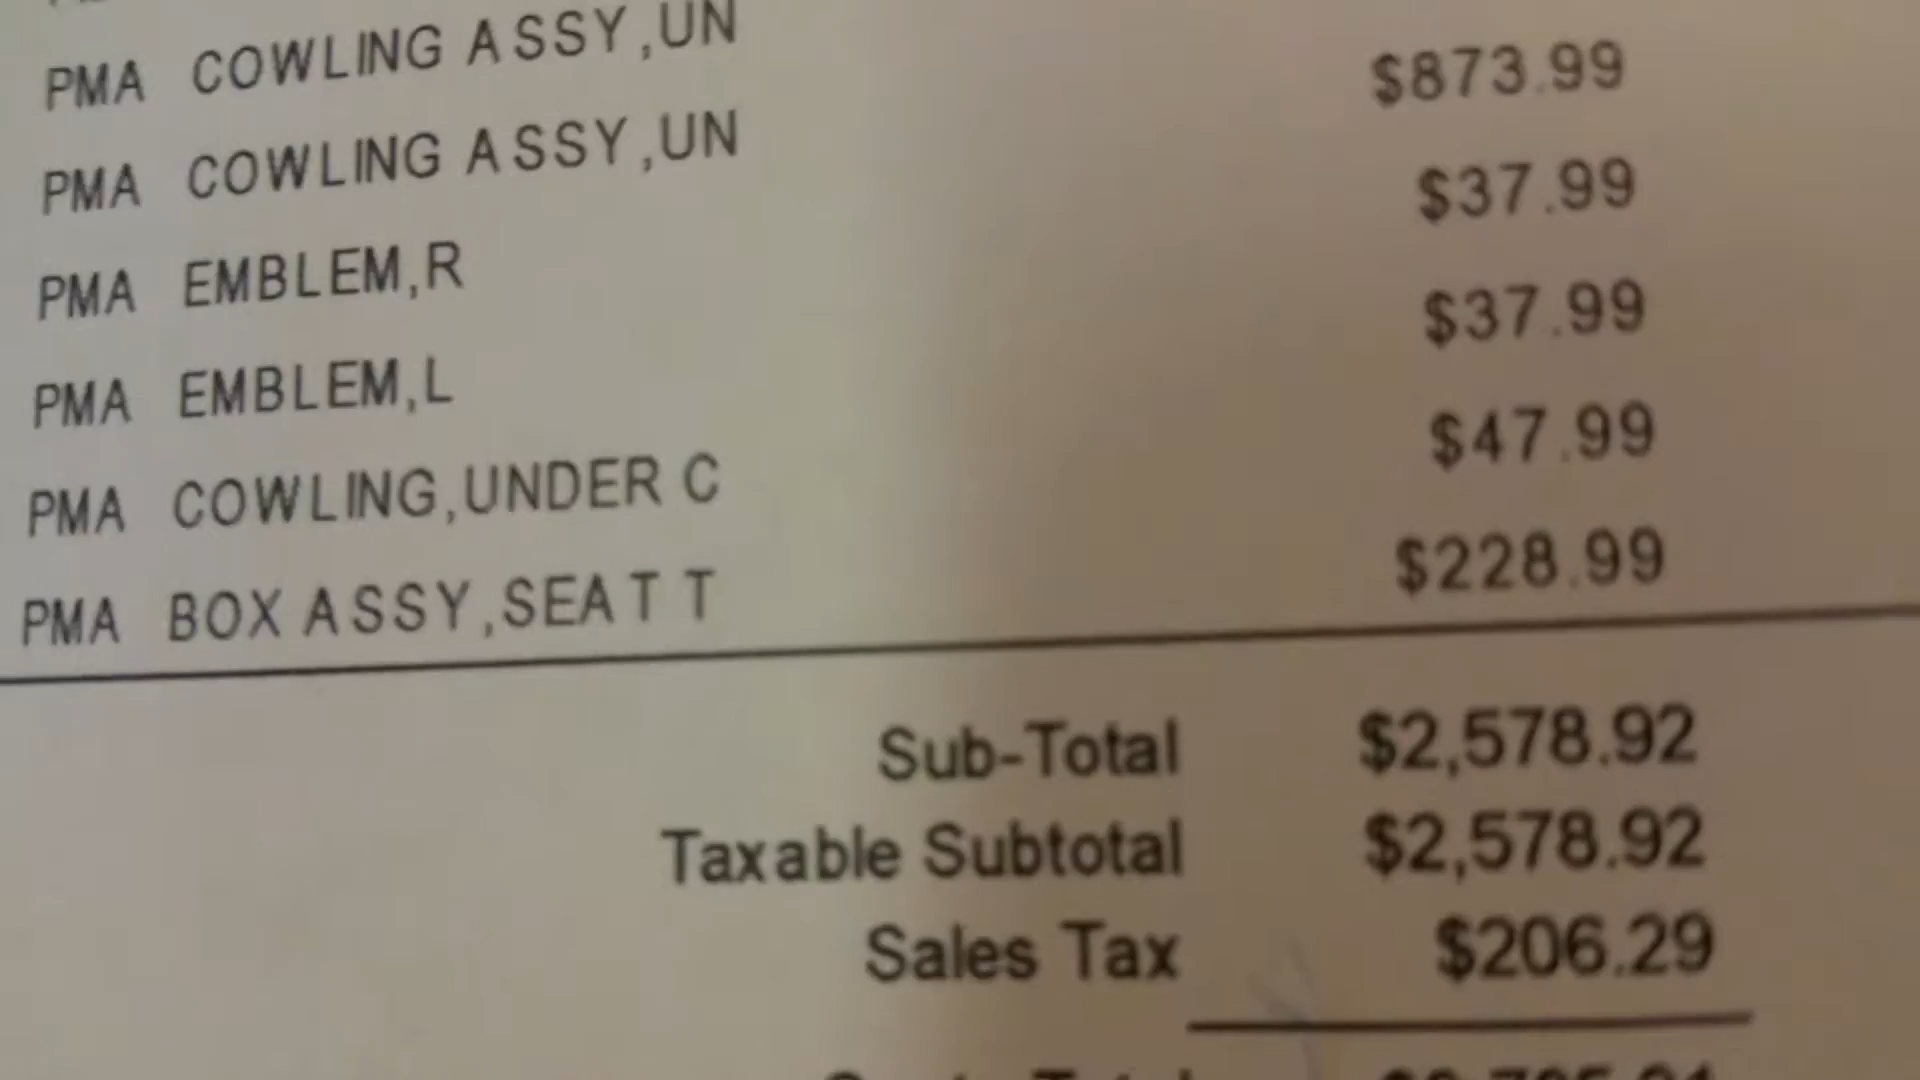 PMA COWLING ASSY,UN
PMA COWLING ASSY,UN $873.99
PMA EMBLEM,R $37.99
PMA EMBLEM,L $37.99
PMA COWLING,UNDER C $47.99
PMA BOX ASSY,SEAT T $228.99
Sub-Total $2,578.92
Taxable Subtotal $2,578.92
Sales Tax $206.29